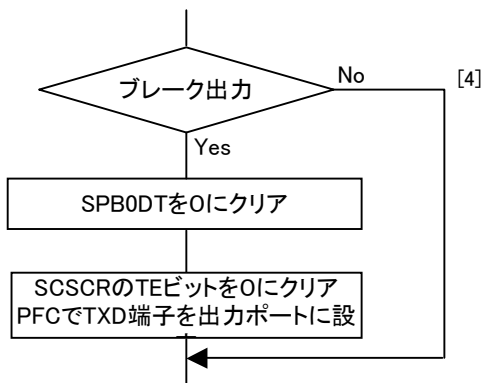 ブレーク出力
No
[4]
Yes
SPB0DTを0にクリア
SCSCRのTEビットを0にクリア
PFCでTXD端子を出力ポートに設